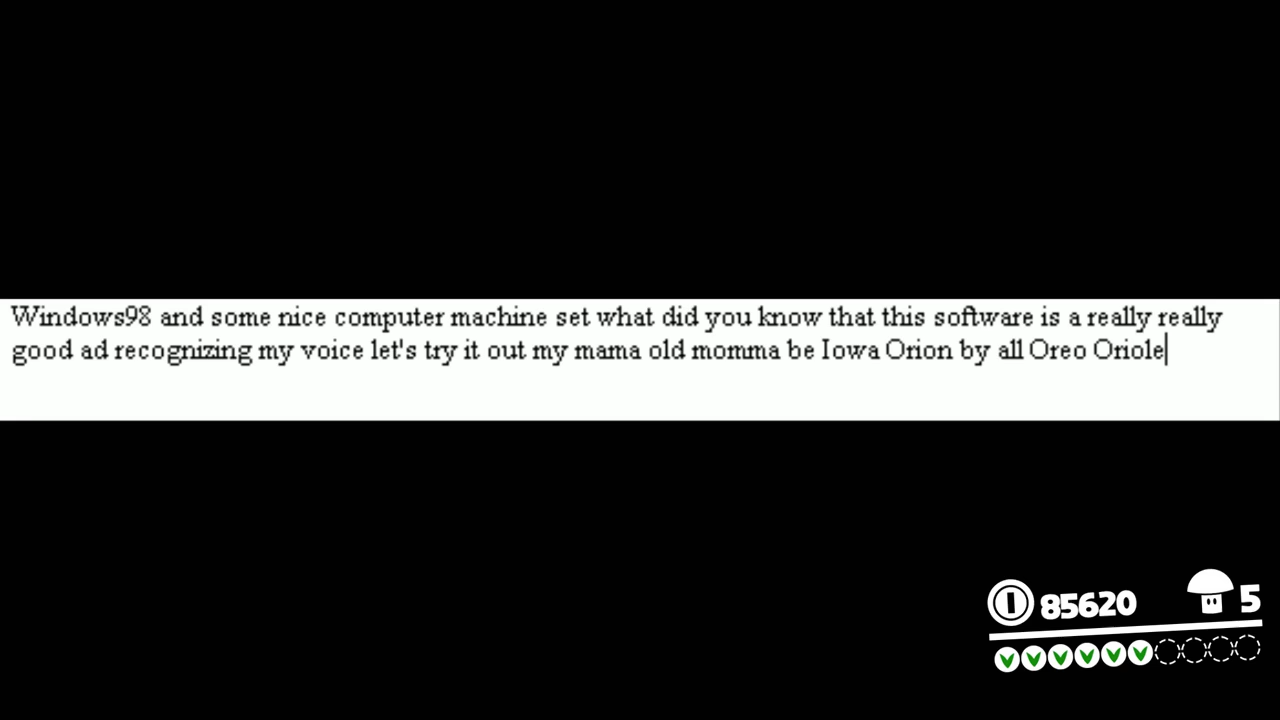 Windows98 and some nice computer machine set what did you know that this software is a really really
good ad recognizing my voice let's try it out my mama old momma be Iowa Orion by all Oreo Oriole
85620 5